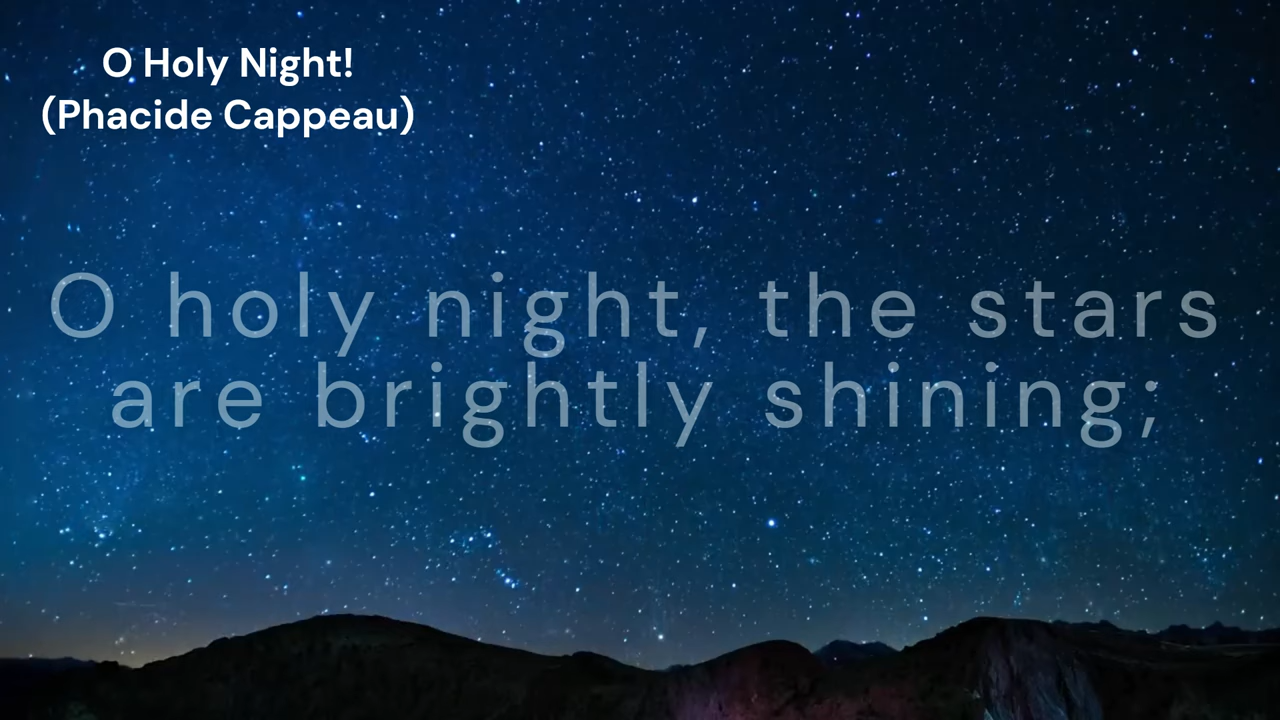 O Holy Night!
(Phacide Cappeau)
O holy night, the stars
are brightly shining;